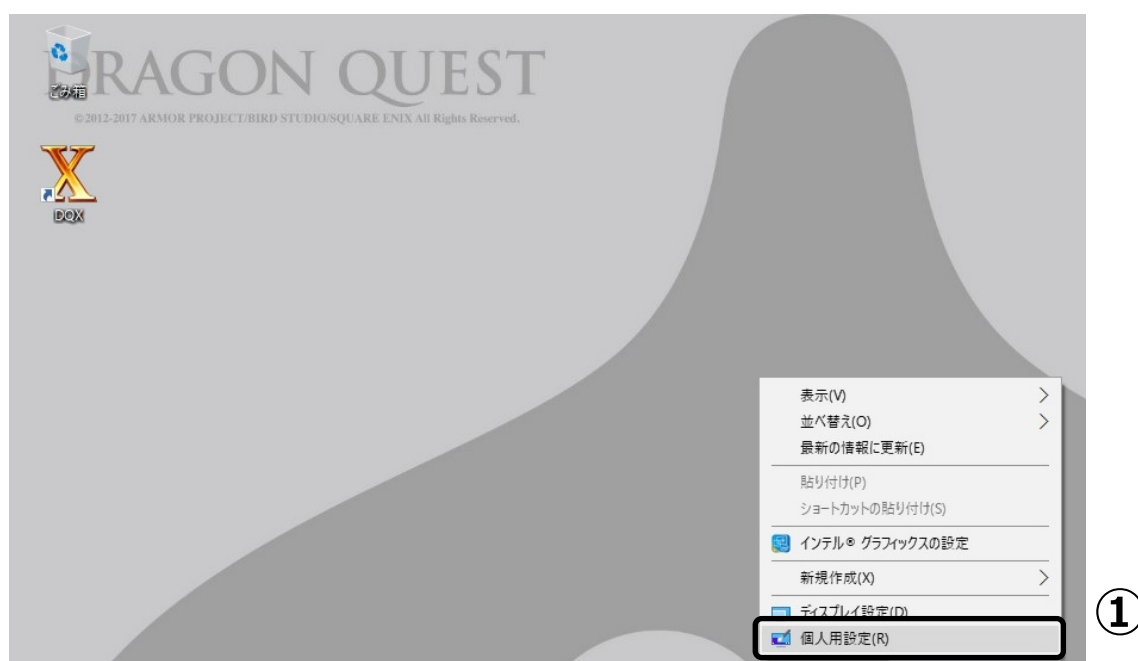 DRAGON QUEST
ごみ箱
©2012-2017 ARMOR PROJECT/BIRD STUDIO/SQUARE ENIX All Rights Reserved.
X
DQX
表示(V)
並べ替え(O)
最新の情報に更新(E)
貼り付け(P)
ショートカットの貼り付け(S)
インテル® グラフィックスの設定
新規作成(X)
ディスプレイ設定(D)
個人用設定(R)
①